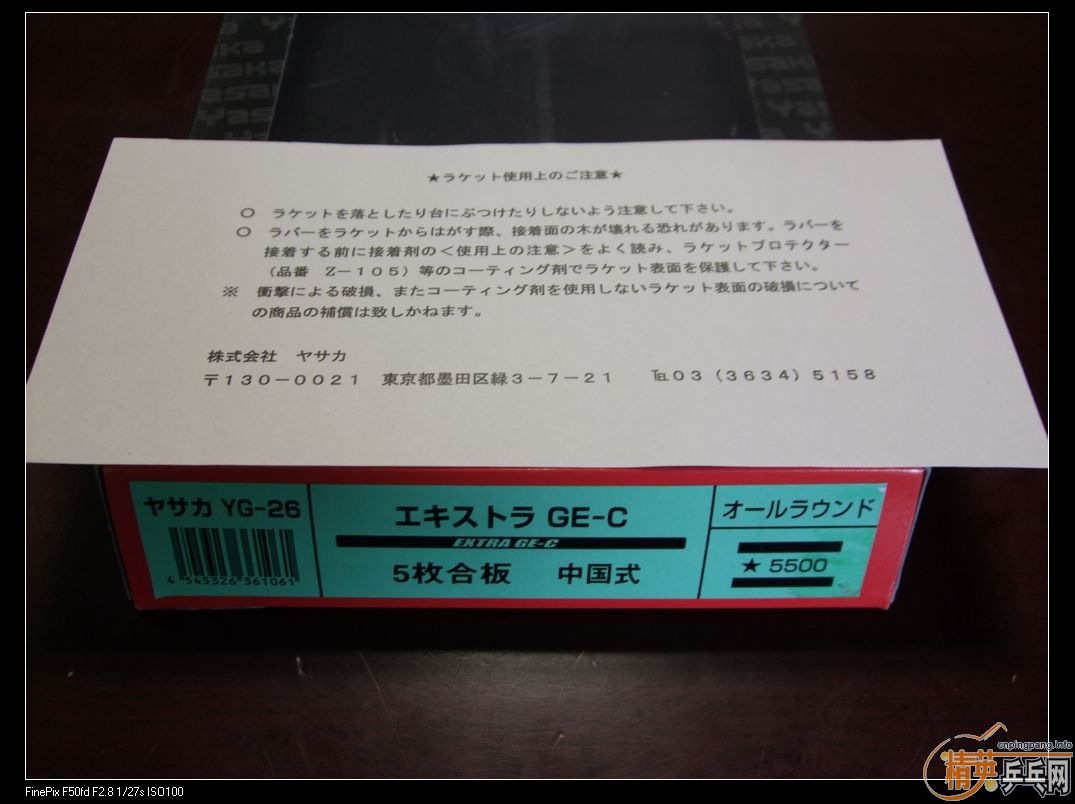 ★ラケット使用上のご注意★
○ ラケットを落としたり台にぶつけたりしないよう注意して下さい。
○ ラバーをラケットからはがす際、接着面の木が壊れる恐れがあります。ラバーを
接着する前に接着剤の＜使用上の注意＞をよく読み、ラケットプロテクター
（品番 Z－105）等のコーティング剤でラケット表面を保護して下さい。
※ 衝撃による破損、またコーティング剤を使用しないラケット表面の破損について
の商品の補償は致しかねます。
株式会社 ヤサカ
〒130－0021 東京都墨田区緑3－7－21 ℡03（3634）5158
ヤサカ YG-26
4 545326 361061
エキストラ GE-C
EXTRA GE-C
5枚合板 中国式
オールラウンド
★ 5500
cnpingpang.info
精英乒乓网
FinePix F50fd F2.8 1/27s ISO100